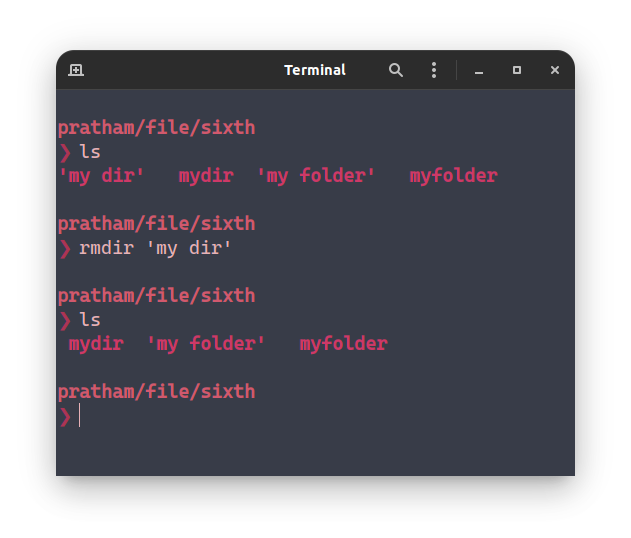 Terminal
pratham/file/sixth
❯ ls
'my dir'   mydir  'my folder'   myfolder
pratham/file/sixth
❯ rmdir 'my dir'
pratham/file/sixth
❯ ls
 mydir  'my folder'   myfolder
pratham/file/sixth
❯